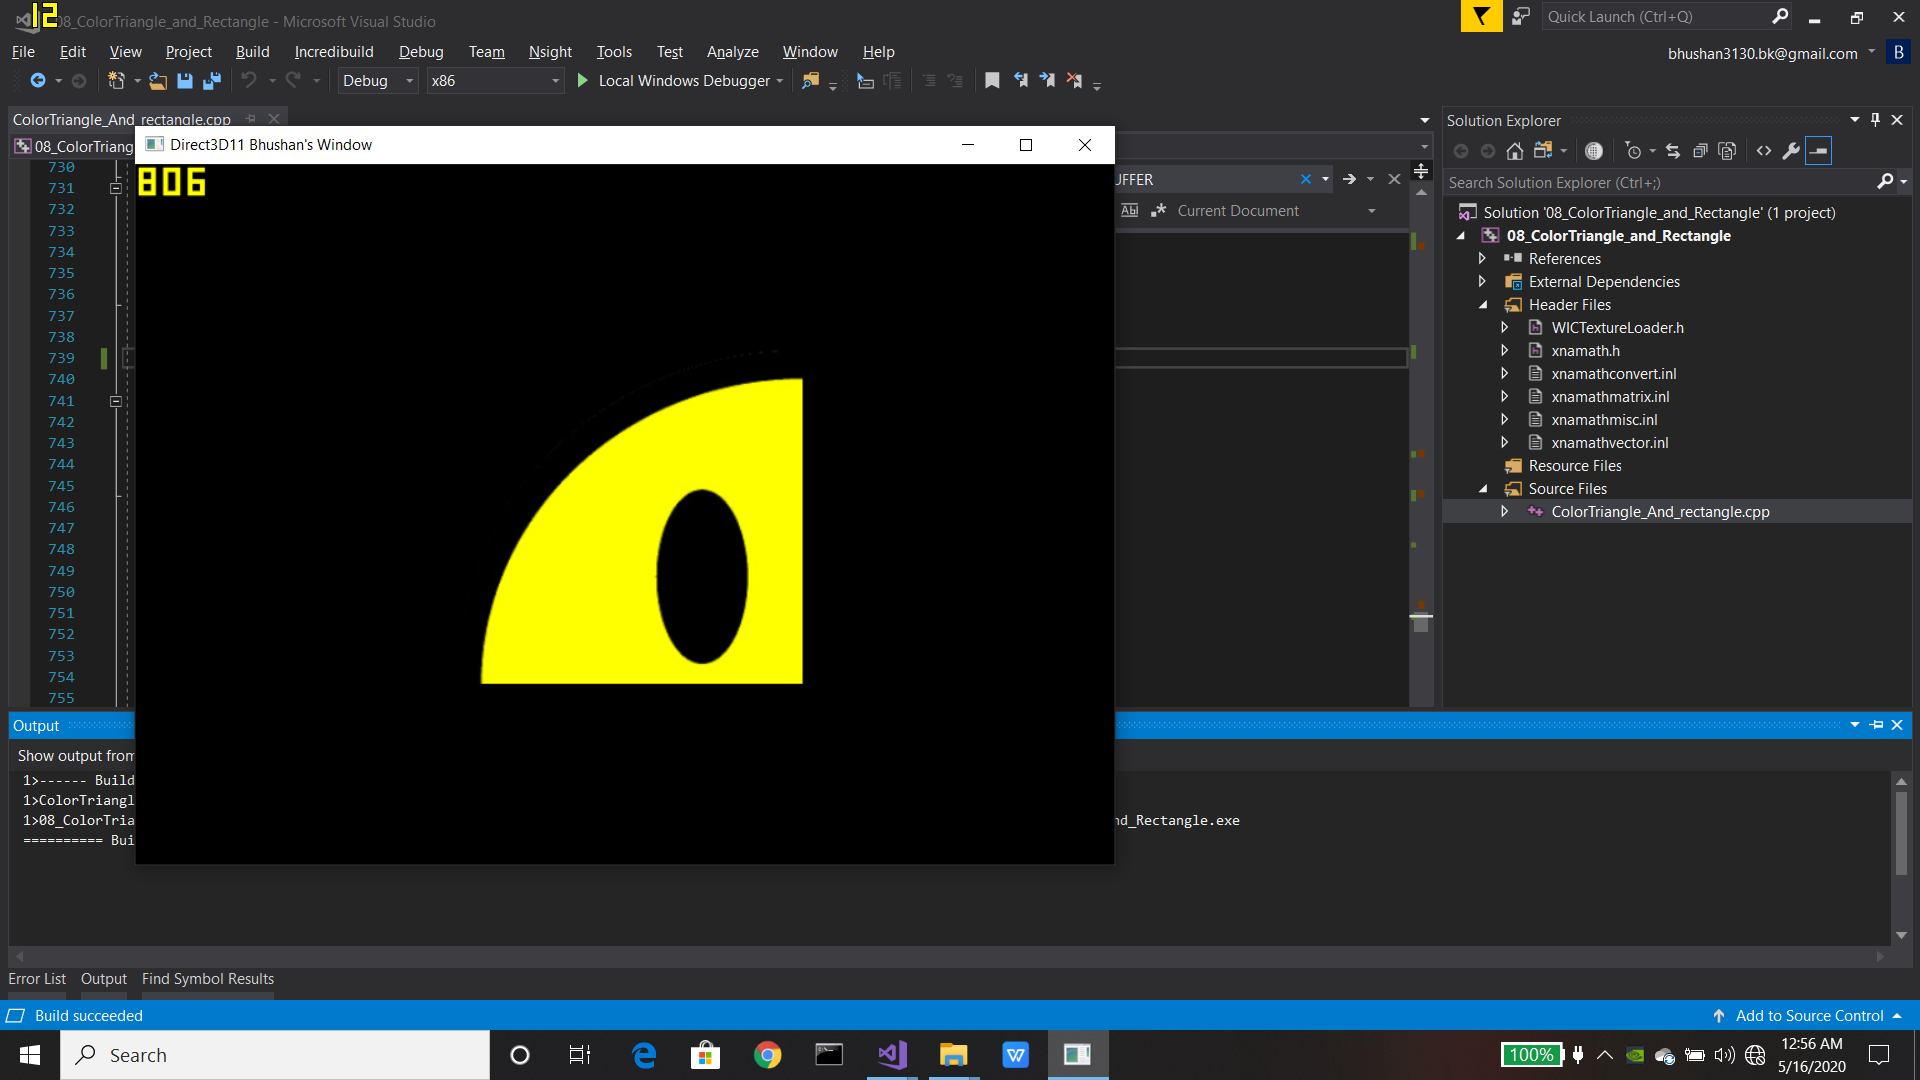 12
08_ColorTriangle_and_Rectangle - Microsoft Visual Studio
Quick Launch (Ctrl+Q)
File Edit View Project Build Incredibuild Debug Team Nsight Tools Test Analyze Window Help
bhushan3130.bk@gmail.com B
Debug x86 Local Windows Debugger
ColorTriangle_And_rectangle.cpp
08_ColorTriang
Direct3D11 Bhushan's Window
806
UFFER
Current Document
730
731
732
733
734
735
736
737
738
739
740
741
742
743
744
745
746
747
748
749
750
751
752
753
754
755
Solution Explorer
Search Solution Explorer (Ctrl+;)
Solution '08_ColorTriangle_and_Rectangle' (1 project)
08_ColorTriangle_and_Rectangle
References
External Dependencies
Header Files
WICTextureLoader.h
xnamath.h
xnamathconvert.inl
xnamathmatrix.inl
xnamathmisc.inl
xnamathvector.inl
Resource Files
Source Files
ColorTriangle_And_rectangle.cpp
Output
Show output from
1>------ Build
1>ColorTriangl
1>08_ColorTria nd_Rectangle.exe
========== Bui
Error List Output Find Symbol Results
Build succeeded
Add to Source Control
Search
100%
12:56 AM
5/16/2020